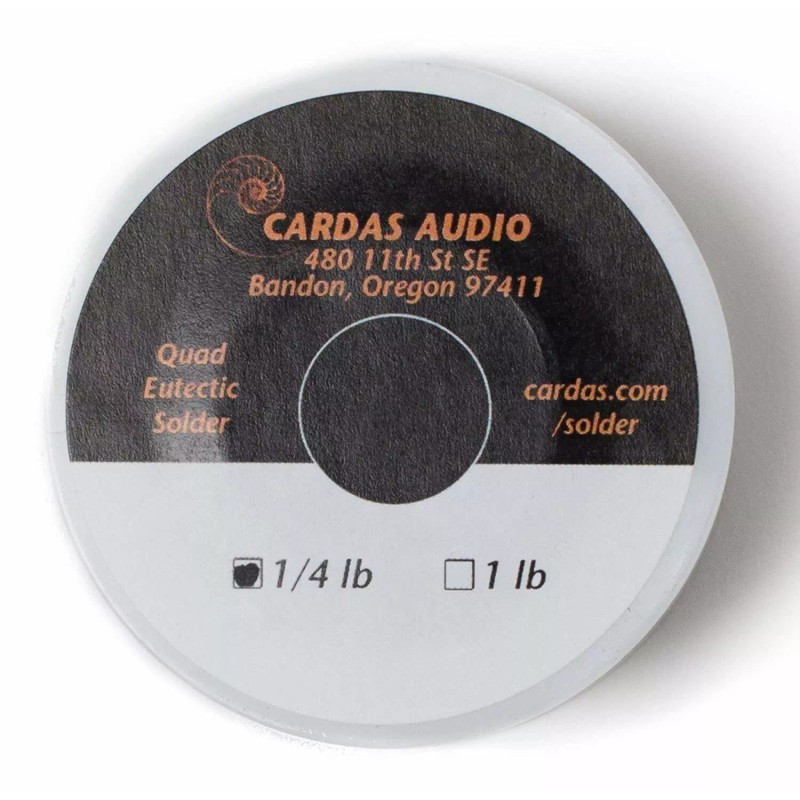 CARDAS AUDIO
480 11th St SE
Bandon, Oregon 97411
Quad
Eutectic
Solder
cardas.com
/solder
1/4 lb
1 lb